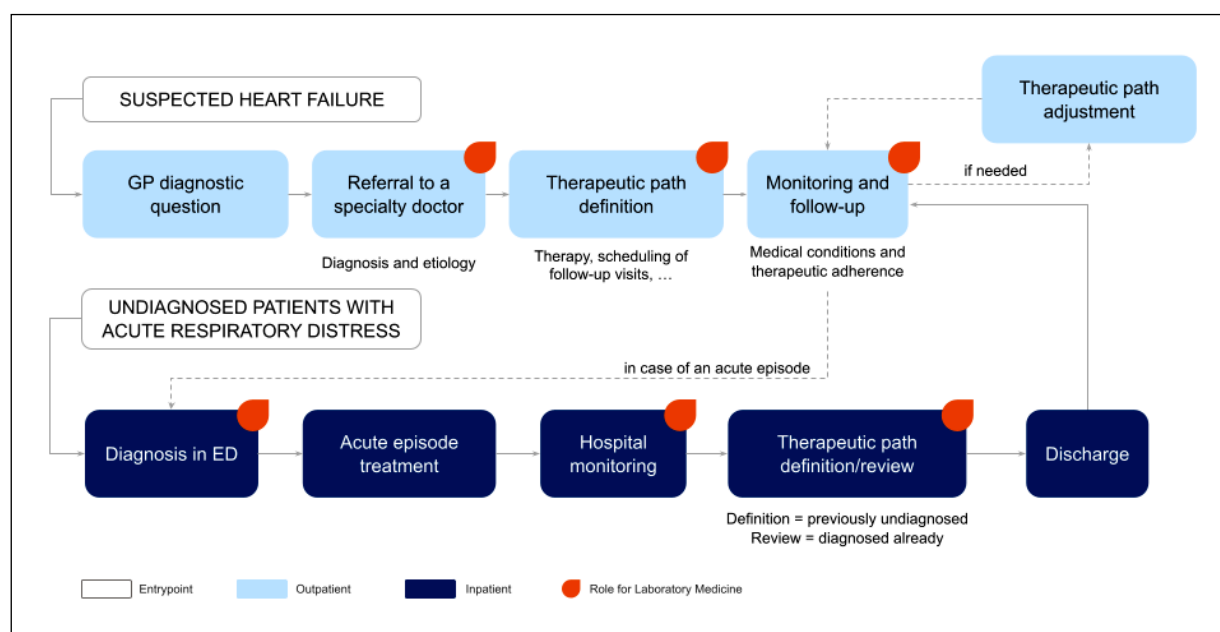 SUSPECTED HEART FAILURE
Therapeutic path
adjustment
GP diagnostic
question
Referral to a
specialty doctor
Therapeutic path
definition
Monitoring and
follow-up
if needed
Diagnosis and etiology
Therapy, scheduling of
follow-up visits, …
Medical conditions and
therapeutic adherence
UNDIAGNOSED PATIENTS WITH
ACUTE RESPIRATORY DISTRESS
in case of an acute episode
Diagnosis in ED
Acute episode
treatment
Hospital
monitoring
Therapeutic path
definition/review
Discharge
Definition = previously undiagnosed
Review = diagnosed already
Entrypoint
Outpatient
Inpatient
Role for Laboratory Medicine